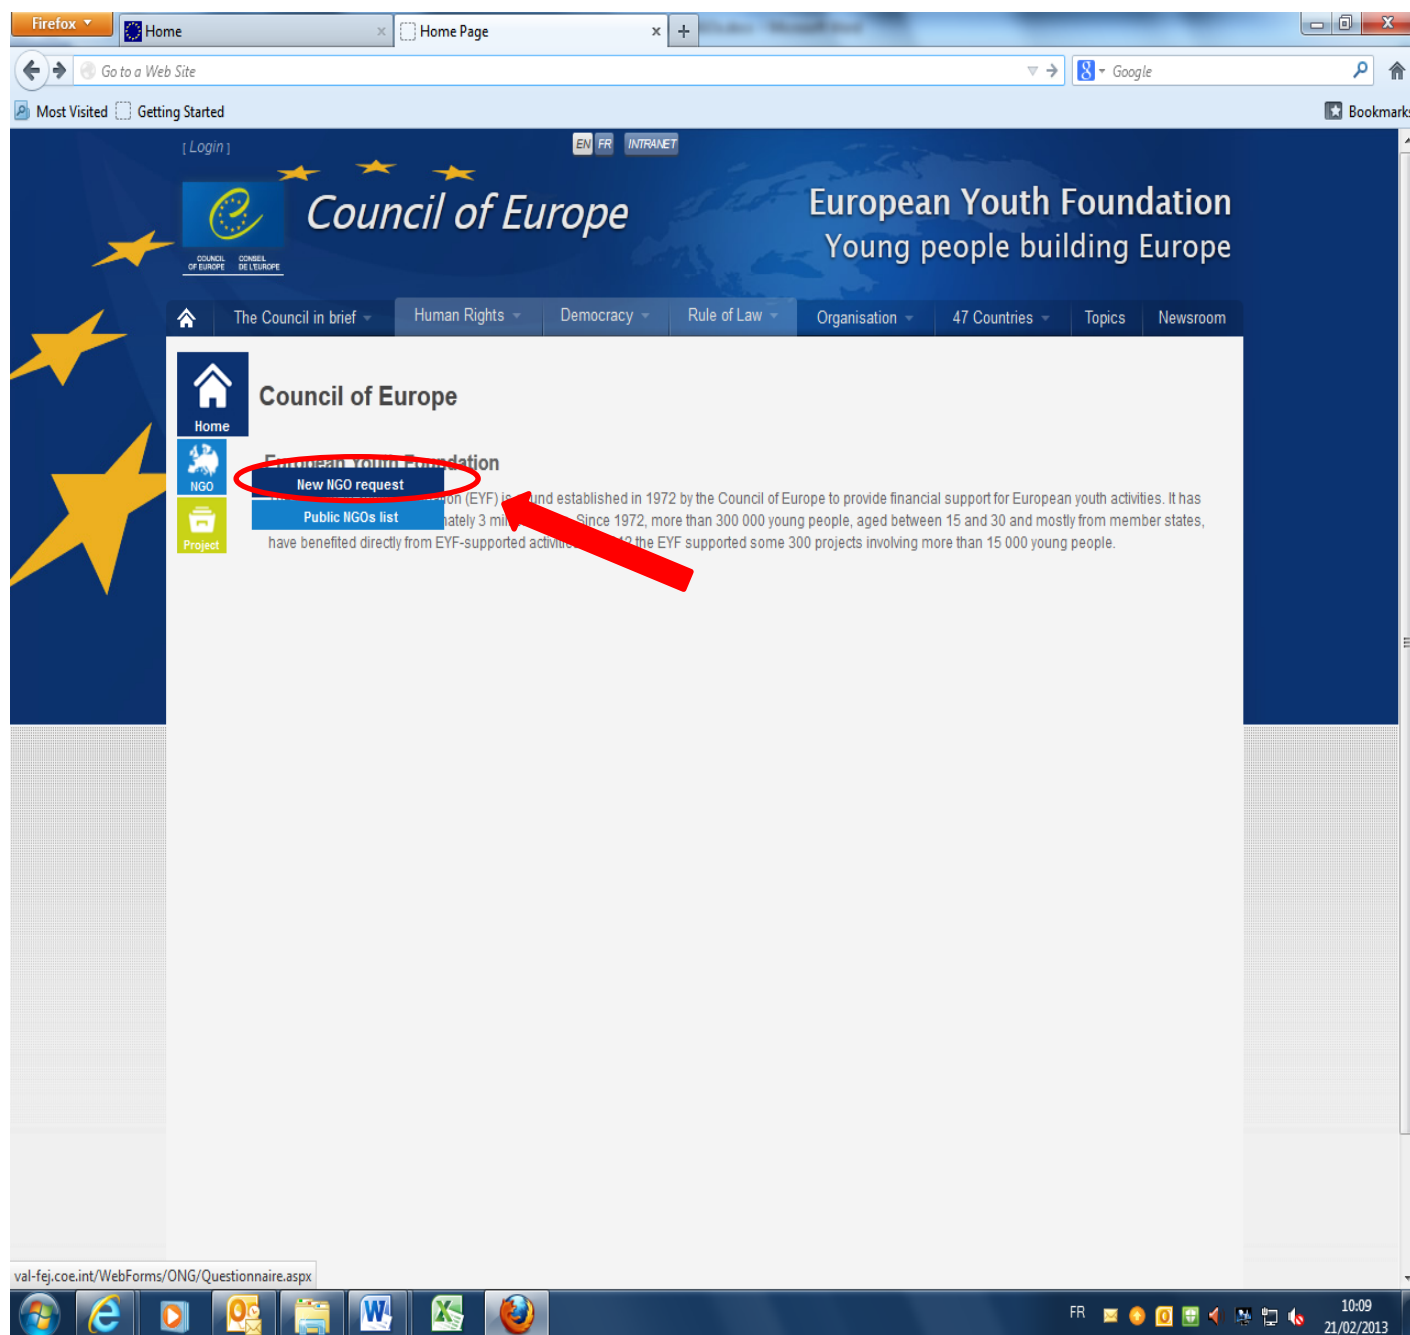 Firefox
Home
Home Page
Go to a Web Site
Google
Most Visited
Getting Started
Bookmarks
[ Login ]
EN FR INTRANET
Council of Europe
European Youth Foundation
Young people building Europe
COUNCIL OF EUROPE
CONSEIL DE L'EUROPE
The Council in brief
Human Rights
Democracy
Rule of Law
Organisation
47 Countries
Topics
Newsroom
Home
Council of Europe
NGO
European Youth Foundation
New NGO request
(EYF) is
established in 1972 by the Council of Europe to provide financial support for European youth activities. It has
Public NGOs list
3
Since 1972, more than 300 000 young people, aged between 15 and 30 and mostly from member states,
Project
have benefited directly from EYF-supported
the EYF supported some 300 projects involving more than 15 000 young people.
val-fej.coe.int/WebForms/ONG/Questionnaire.aspx
FR
10:09
21/02/2013